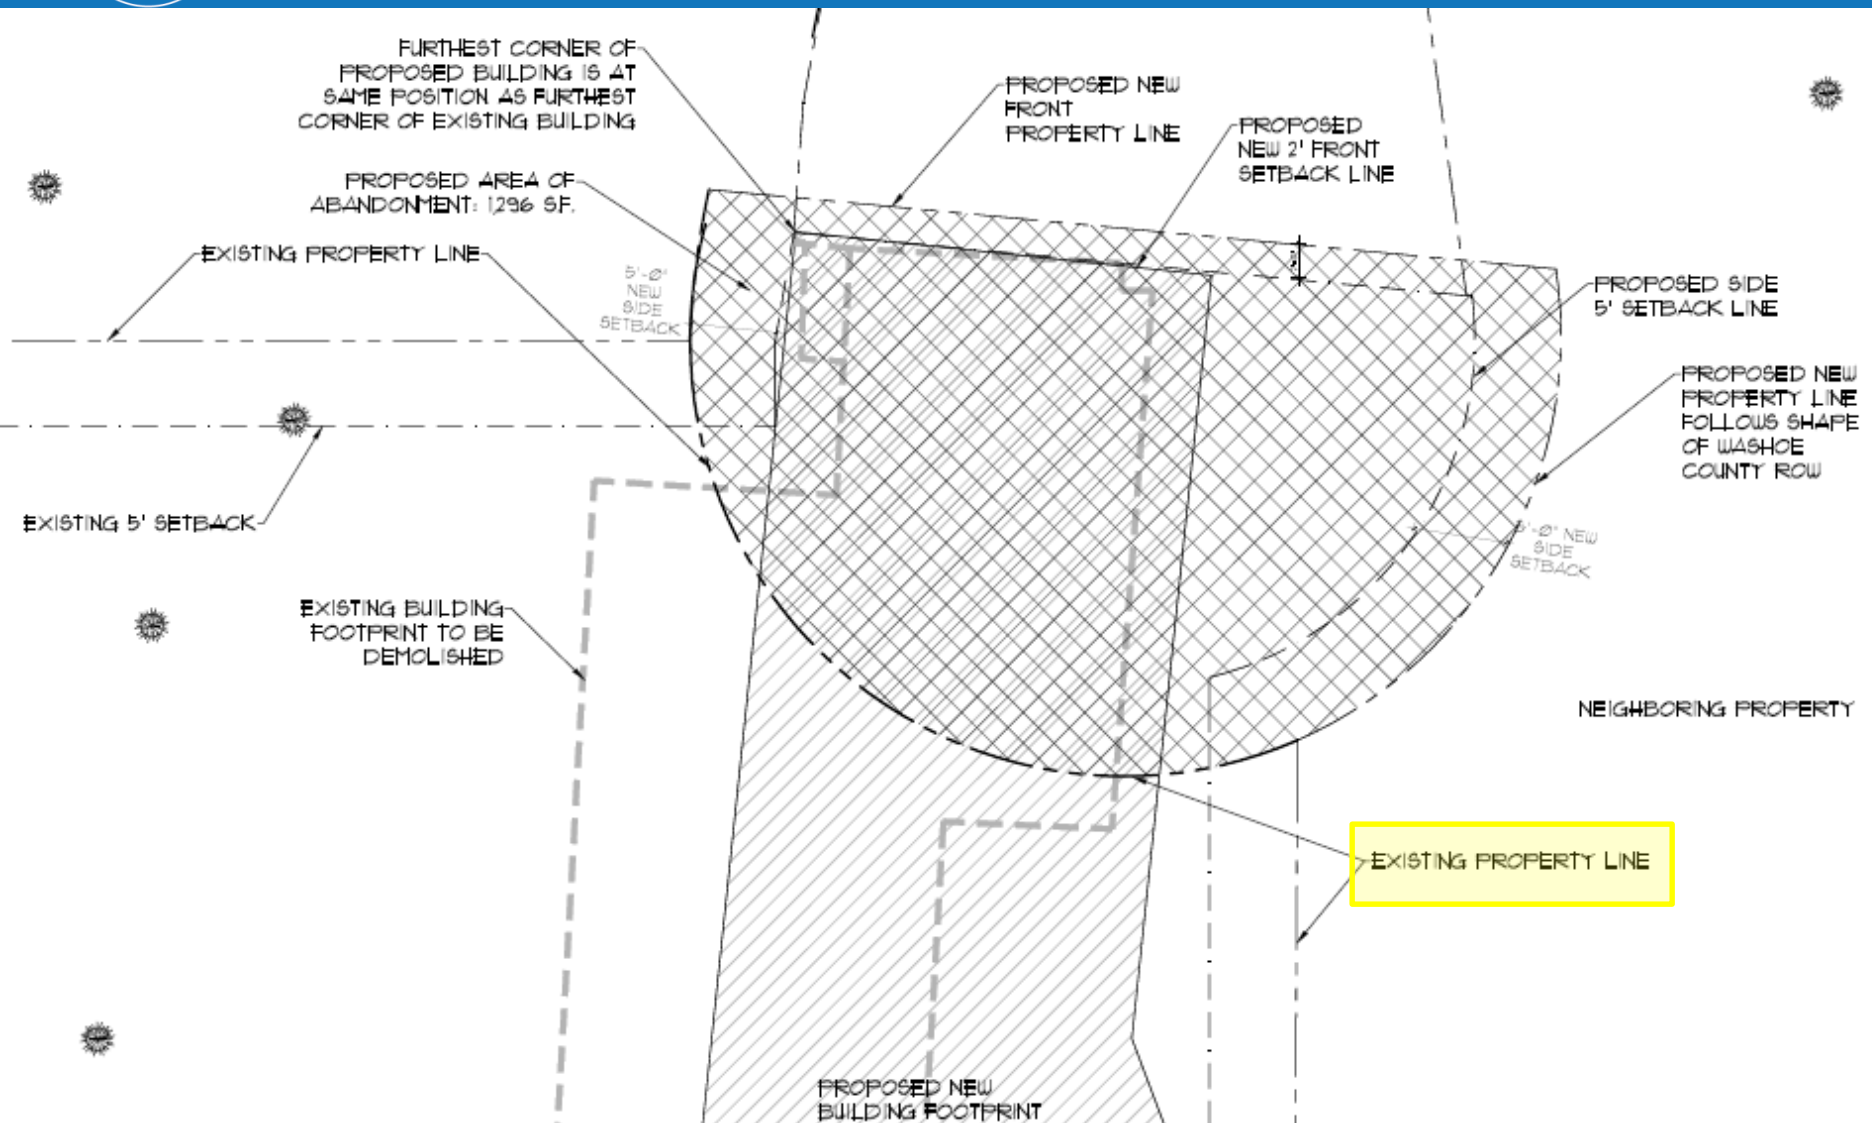 FURTHEST CORNER OF
PROPOSED BUILDING IS AT
SAME POSITION AS FURTHEST
CORNER OF EXISTING BUILDING
PROPOSED NEW
FRONT
PROPERTY LINE
PROPOSED
NEW 2' FRONT
SETBACK LINE
PROPOSED AREA OF
ABANDONMENT: 1,296 S.F.
EXISTING PROPERTY LINE
5'-0"
NEW
SIDE
SETBACK
PROPOSED SIDE
5' SETBACK LINE
PROPOSED NEW
PROPERTY LINE
FOLLOWS SHAPE
OF WASHOE
COUNTY ROW
EXISTING 5' SETBACK
5'-0" NEW
SIDE
SETBACK
EXISTING BUILDING
FOOTPRINT TO BE
DEMOLISHED
NEIGHBORING PROPERTY
EXISTING PROPERTY LINE
PROPOSED NEW
BUILDING FOOTPRINT